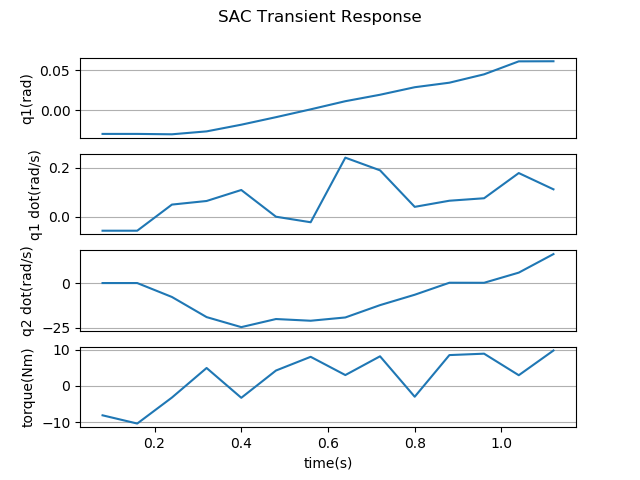 SAC Transient Response
q1(rad)
0.05
0.00
q1 dot(rad/s)
0.2
0.0
q2 dot(rad/s)
0
−25
torque(Nm)
10
0
−10
0.2 0.4 0.6 0.8 1.0
time(s)